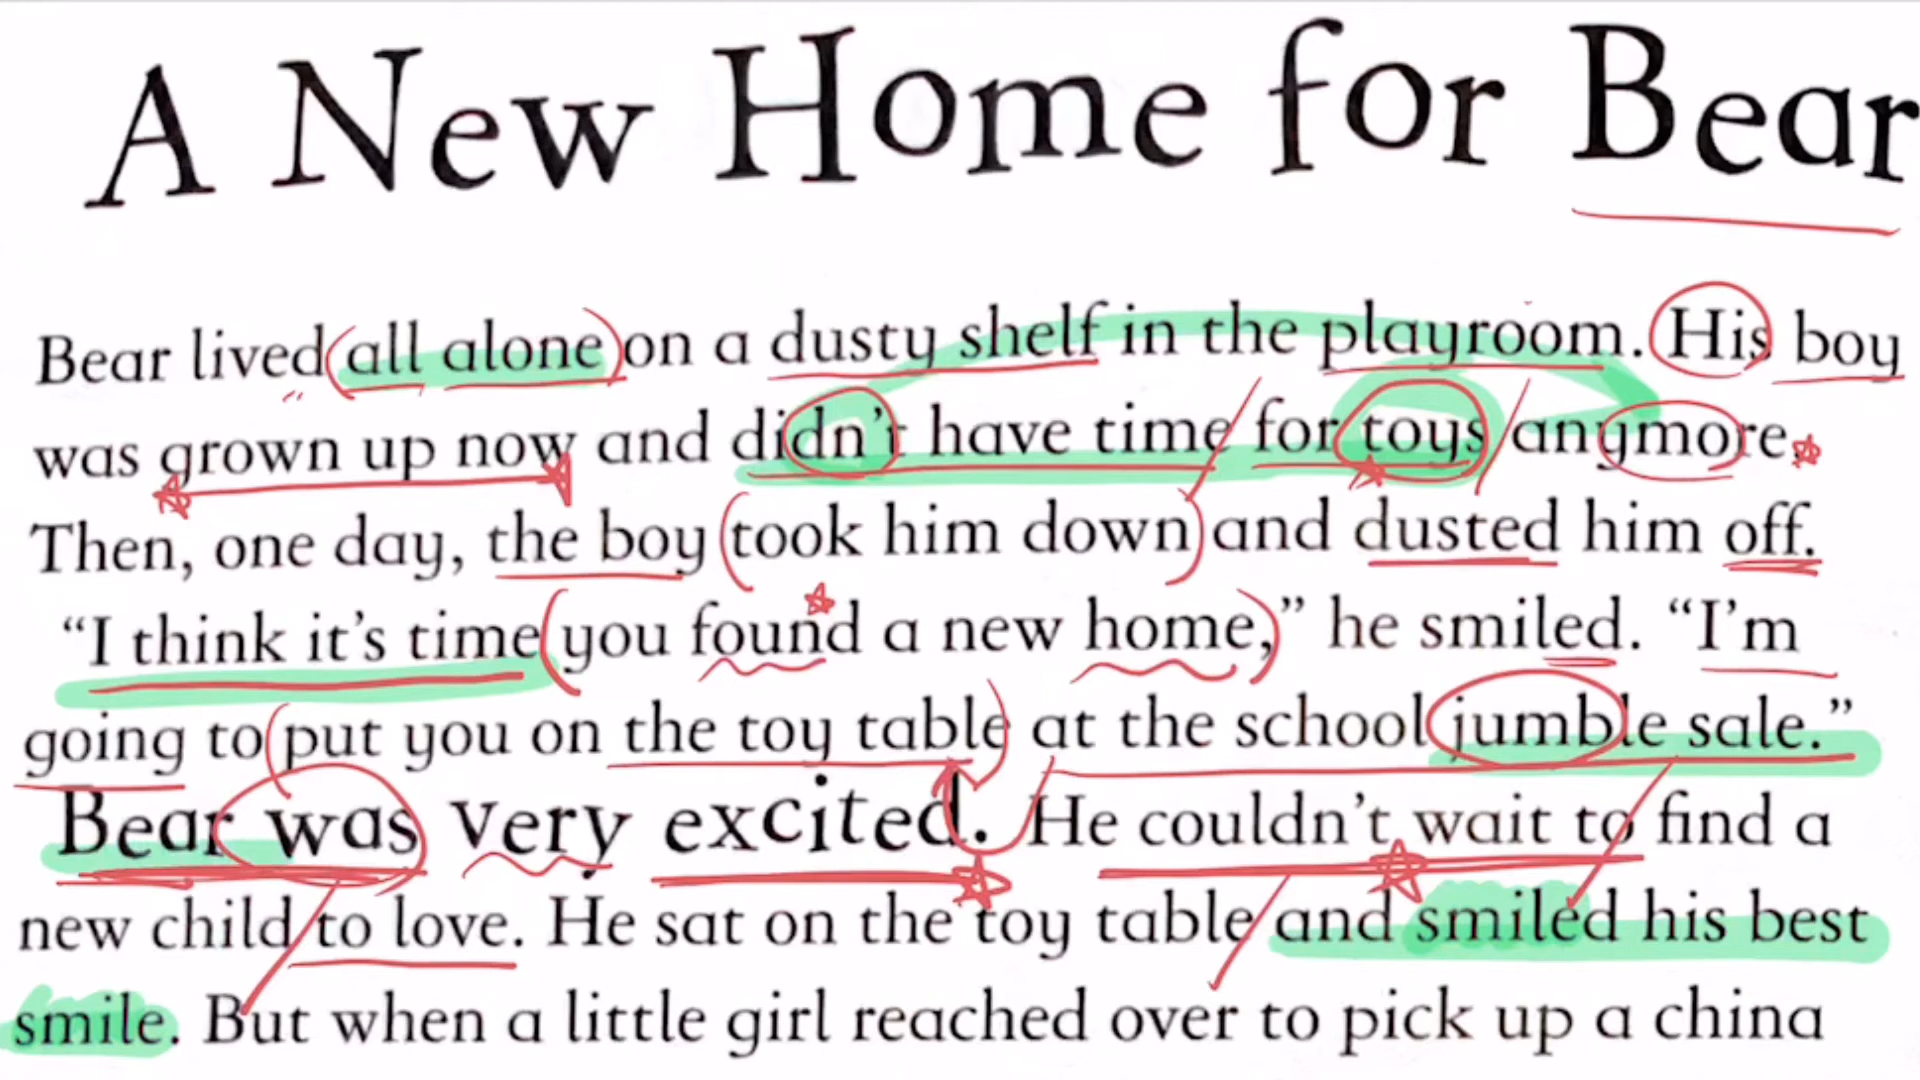 A New Home for Bear
Bear lived all alone on a dusty shelf in the playroom. His boy
was grown up now and didn't have time for toys anymore.
Then, one day, the boy took him down and dusted him off.
“I think it's time you found a new home,” he smiled. “I'm
going to put you on the toy table at the school jumble sale.”
Bear was very excited. He couldn't wait to find a
new child to love. He sat on the toy table and smiled his best
smile. But when a little girl reached over to pick up a china